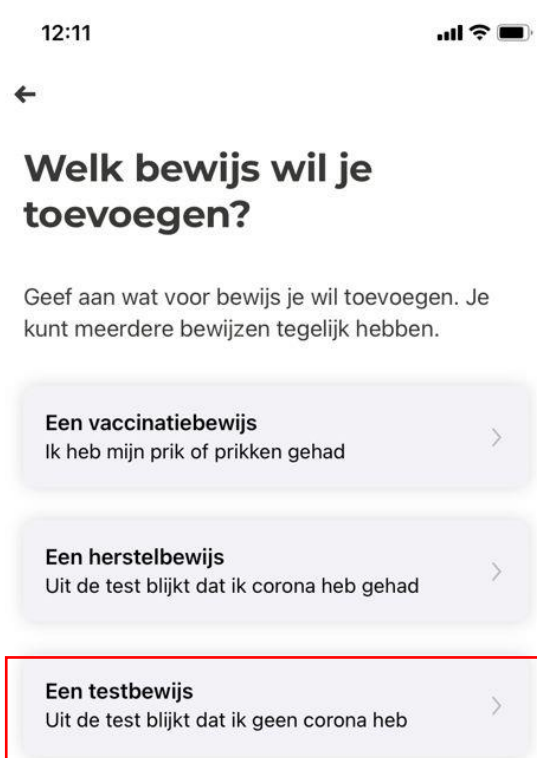 12:11
Welk bewijs wil je
toevoegen?
Geef aan wat voor bewijs je wil toevoegen. Je
kunt meerdere bewijzen tegelijk hebben.
Een vaccinatiebewijs
Ik heb mijn prik of prikken gehad
Een herstelbewijs
Uit de test blijkt dat ik corona heb gehad
Een testbewijs
Uit de test blijkt dat ik geen corona heb